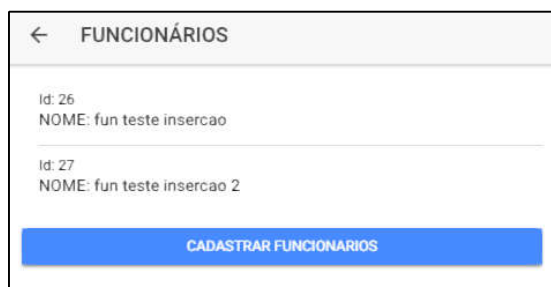 FUNCIONÁRIOS
Id: 26
NOME: fun teste insercao
Id: 27
NOME: fun teste insercao 2
CADASTRAR FUNCIONARIOS